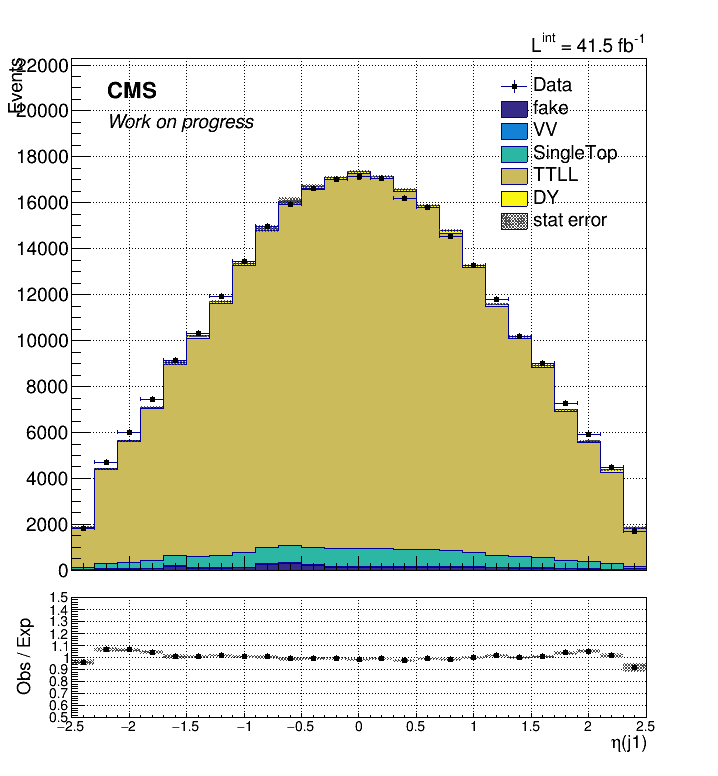 L^int = 41.5 fb^-1
Events
22000
20000
18000
16000
14000
12000
10000
8000
6000
4000
2000
0
CMS
Work on progress
Data
fake
VV
SingleTop
TTLL
DY
stat error
Obs / Exp
1.5
1.4
1.3
1.2
1.1
1
0.9
0.8
0.7
0.6
0.5
−2.5 −2 −1.5 −1 −0.5 0 0.5 1 1.5 2 2.5
η(j1)